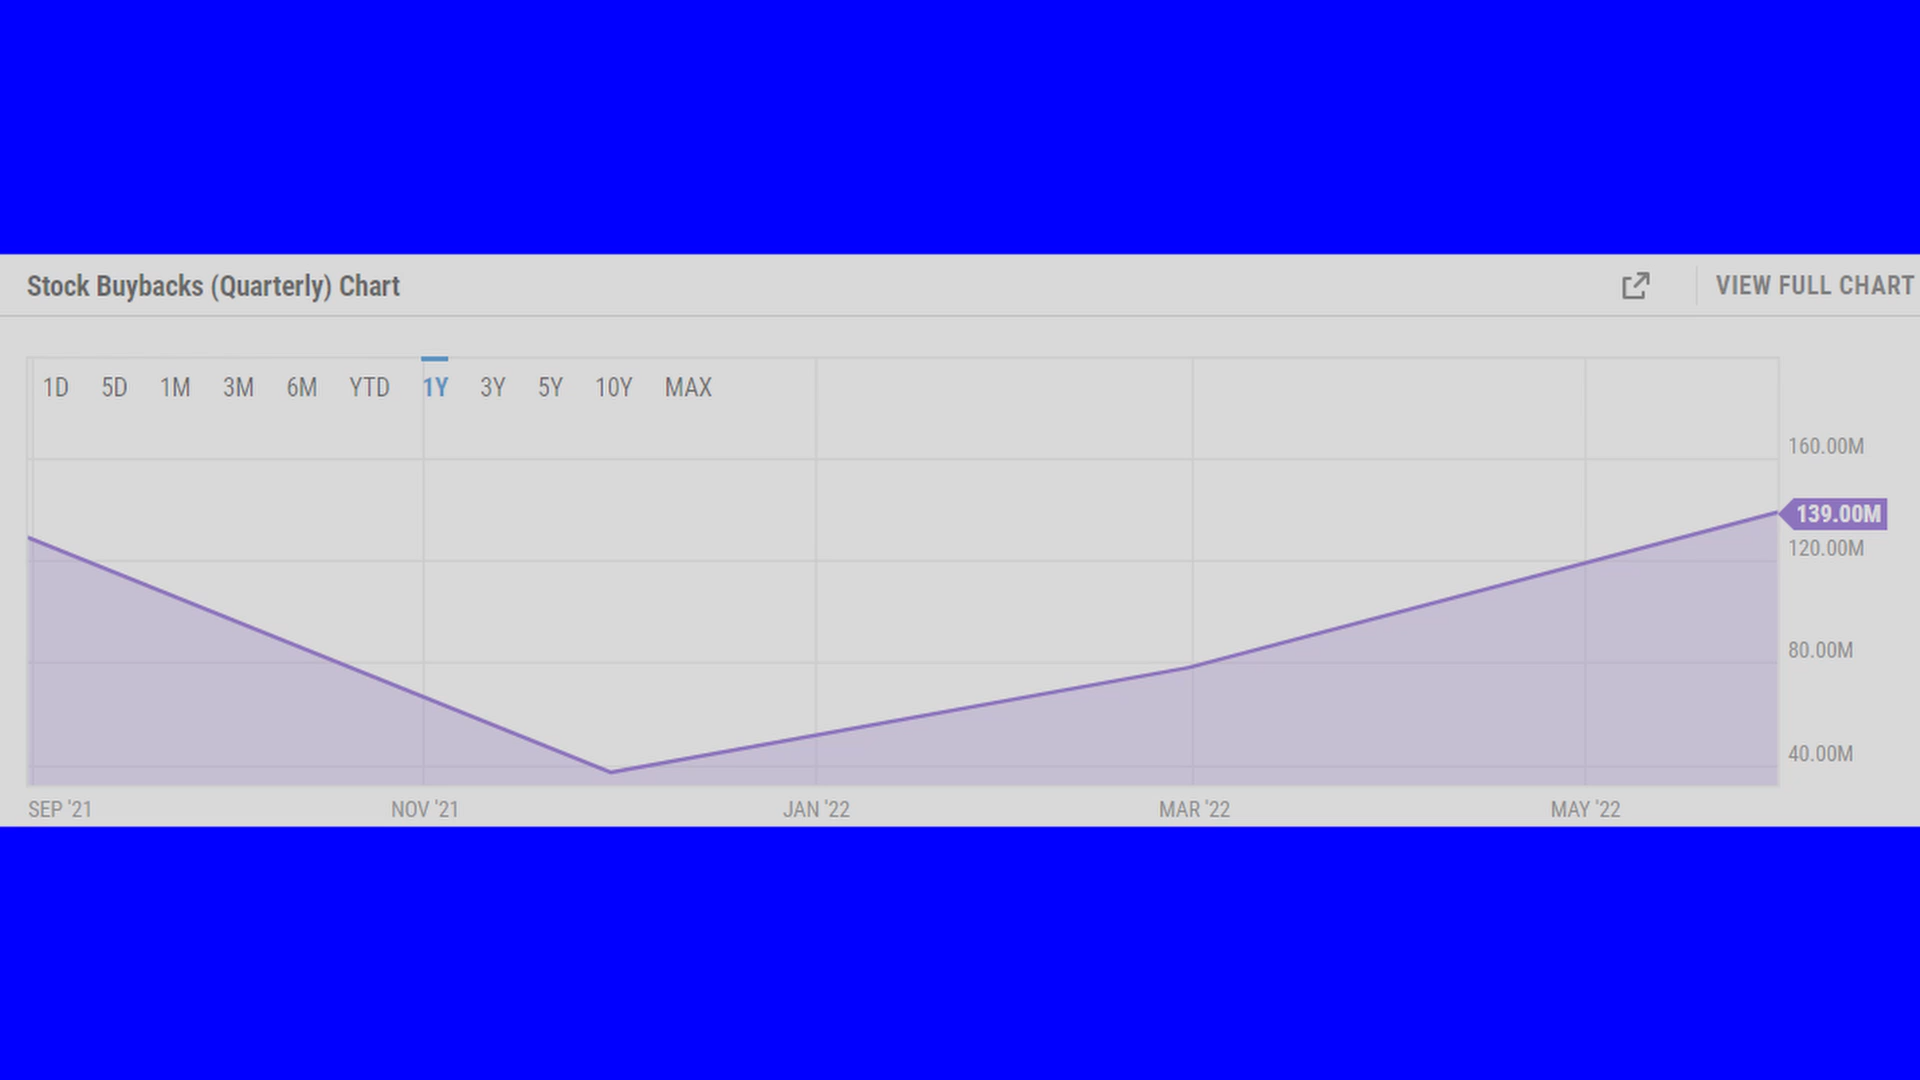 Stock Buybacks (Quarterly) Chart
VIEW FULL CHART
1D 5D 1M 3M 6M YTD 1Y 3Y 5Y 10Y MAX
160.00M
139.00M
120.00M
80.00M
40.00M
SEP '21 NOV '21 JAN '22 MAR '22 MAY '22